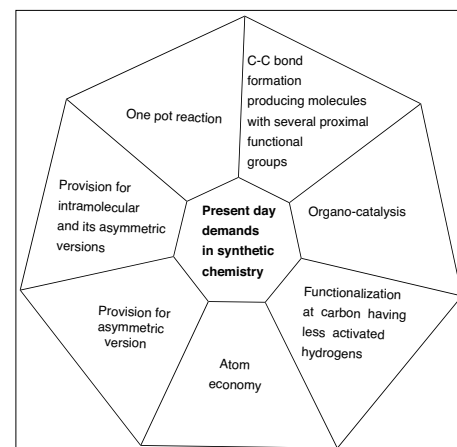 C-C bond
formation
producing molecules
with several proximal
functional
groups
One pot reaction
Provision for
intramolecular
and its asymmetric
versions
Present day
demands
in synthetic
chemistry
Organo-catalysis
Functionalization
at carbon having
less activated
hydrogens
Provision for
asymmetric
version
Atom
economy